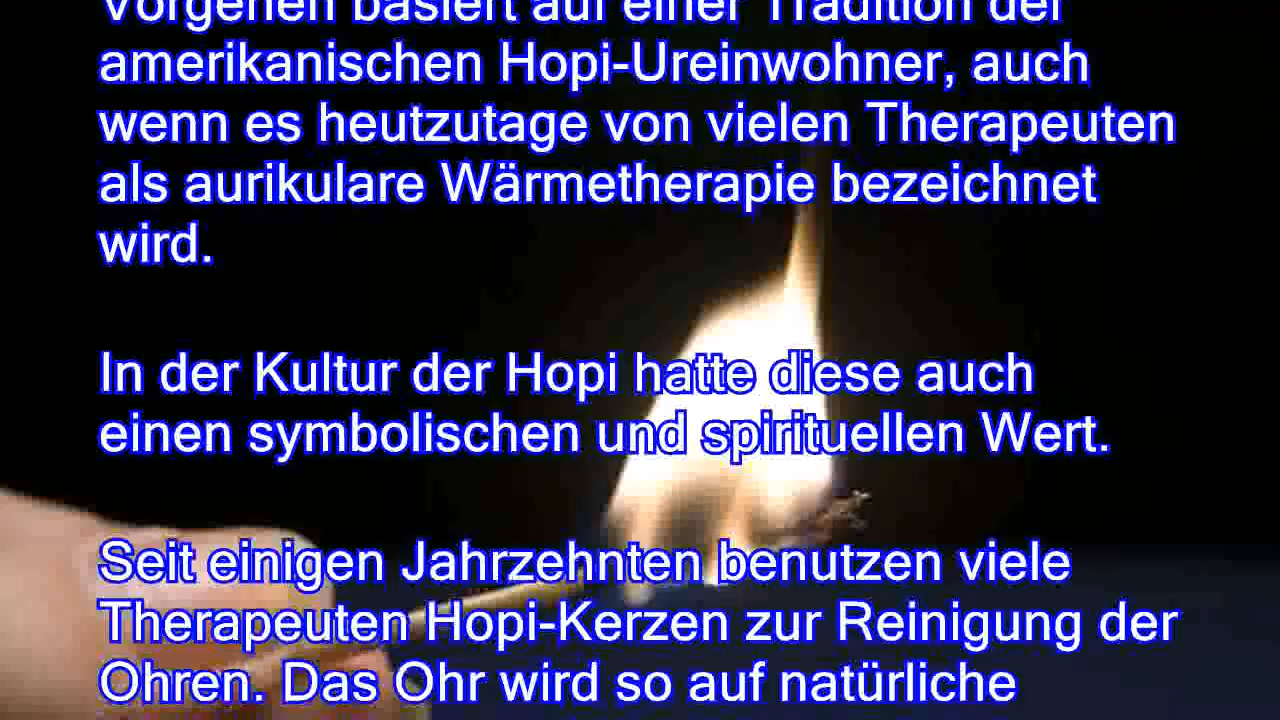 Vorgehen basiert auf einer Tradition der
amerikanischen Hopi-Ureinwohner, auch
wenn es heutzutage von vielen Therapeuten
als aurikulare Wärmetherapie bezeichnet
wird.
In der Kultur der Hopi hatte diese auch
einen symbolischen und spirituellen Wert.
Seit einigen Jahrzehnten benutzen viele
Therapeuten Hopi-Kerzen zur Reinigung der
Ohren. Das Ohr wird so auf natürliche